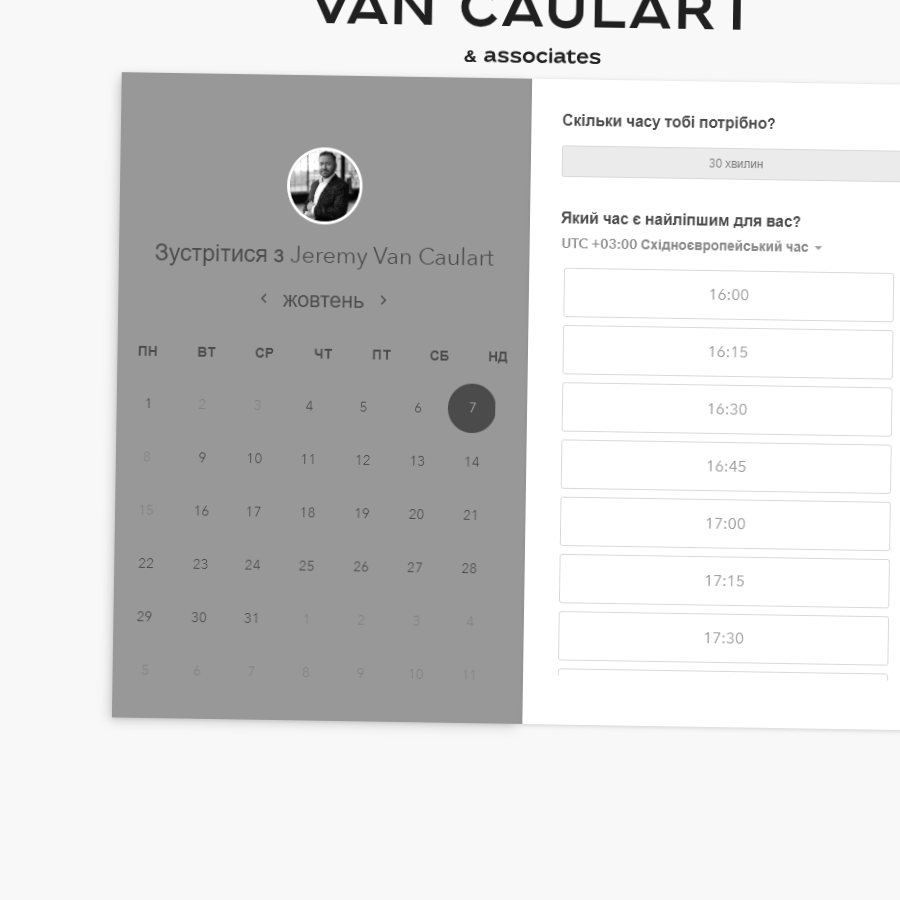 VAN CAULART
& associates
Зустрітися з Jeremy Van Caulart
‹ жовтень ›
ПН ВТ СР ЧТ ПТ СБ НД
1 2 3 4 5 6 7
8 9 10 11 12 13 14
15 16 17 18 19 20 21
22 23 24 25 26 27 28
29 30 31 1 2 3 4
5 6 7 8 9 10 11
Скільки часу тобі потрібно?
30 хвилин
Який час є найліпшим для вас?
UTC +03:00 Східноєвропейський час
16:00
16:15
16:30
16:45
17:00
17:15
17:30